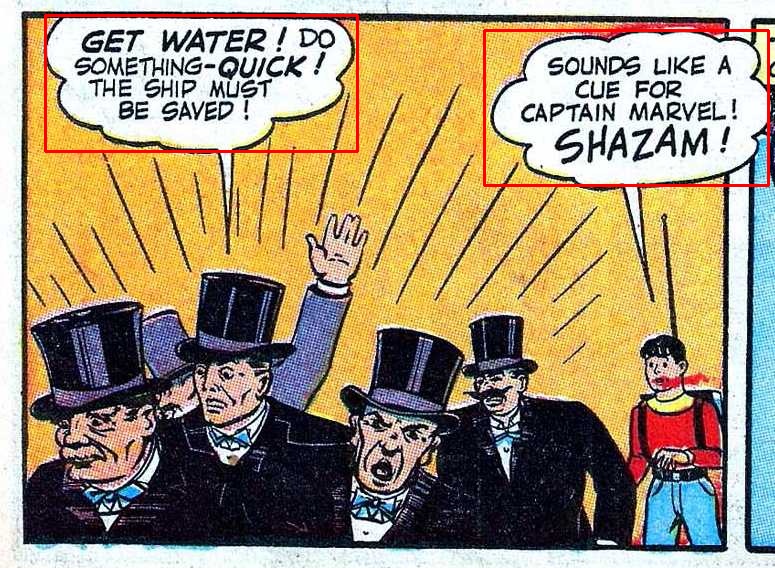 GET WATER! DO
SOMETHING-QUICK!
THE SHIP MUST
BE SAVED!
SOUNDS LIKE A
CUE FOR
CAPTAIN MARVEL!
SHAZAM!